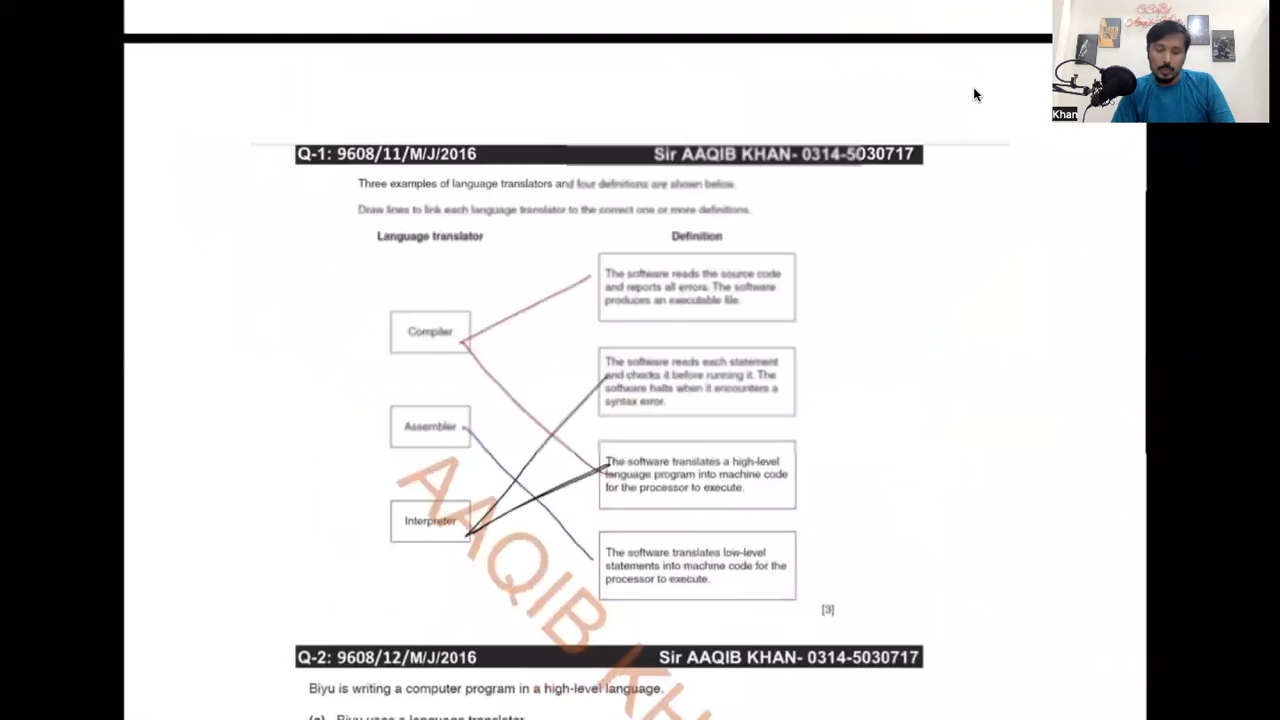 Khan
Q-1: 9608/11/M/J/2016 Sir AAQIB KHAN- 0314-5030717
Three examples of language translators and four definitions are shown below.
Draw lines to link each language translator to the correct one or more definitions.
Language translator Definition
The software reads the source code
and reports all errors. The software
produces an executable file.
Compiler
The software reads each statement
and checks it before running it. The
software halts when it encounters a
syntax error.
Assembler
The software translates a high-level
language program into machine code
for the processor to execute.
Interpreter
The software translates low-level
statements into machine code for the
processor to execute.
[3]
AAQIB KH
Q-2: 9608/12/M/J/2016 Sir AAQIB KHAN- 0314-5030717
Biyu is writing a computer program in a high-level language.
(a) Biyu uses a language translator